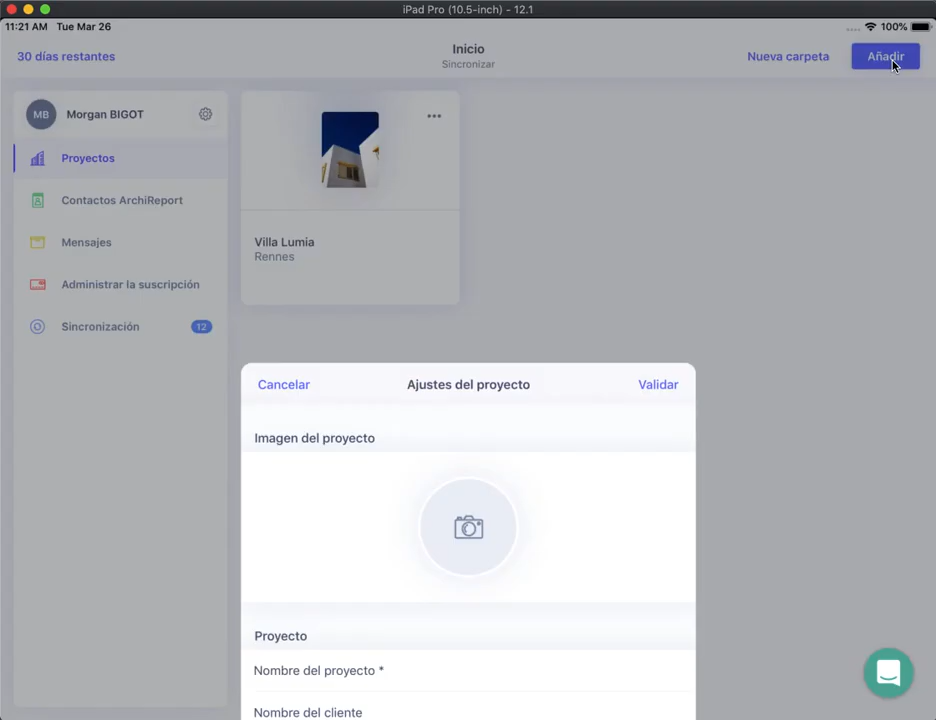 iPad Pro (10.5-inch) - 12.1
11:21 AM Tue Mar 26
100%
30 días restantes
Inicio
Sincronizar
Nueva carpeta
Añadir
MB
Morgan BIGOT
Proyectos
Contactos ArchiReport
Mensajes
Administrar la suscripción
Sincronización
12
Villa Lumia
Rennes
Cancelar
Ajustes del proyecto
Validar
Imagen del proyecto
Proyecto
Nombre del proyecto *
Nombre del cliente